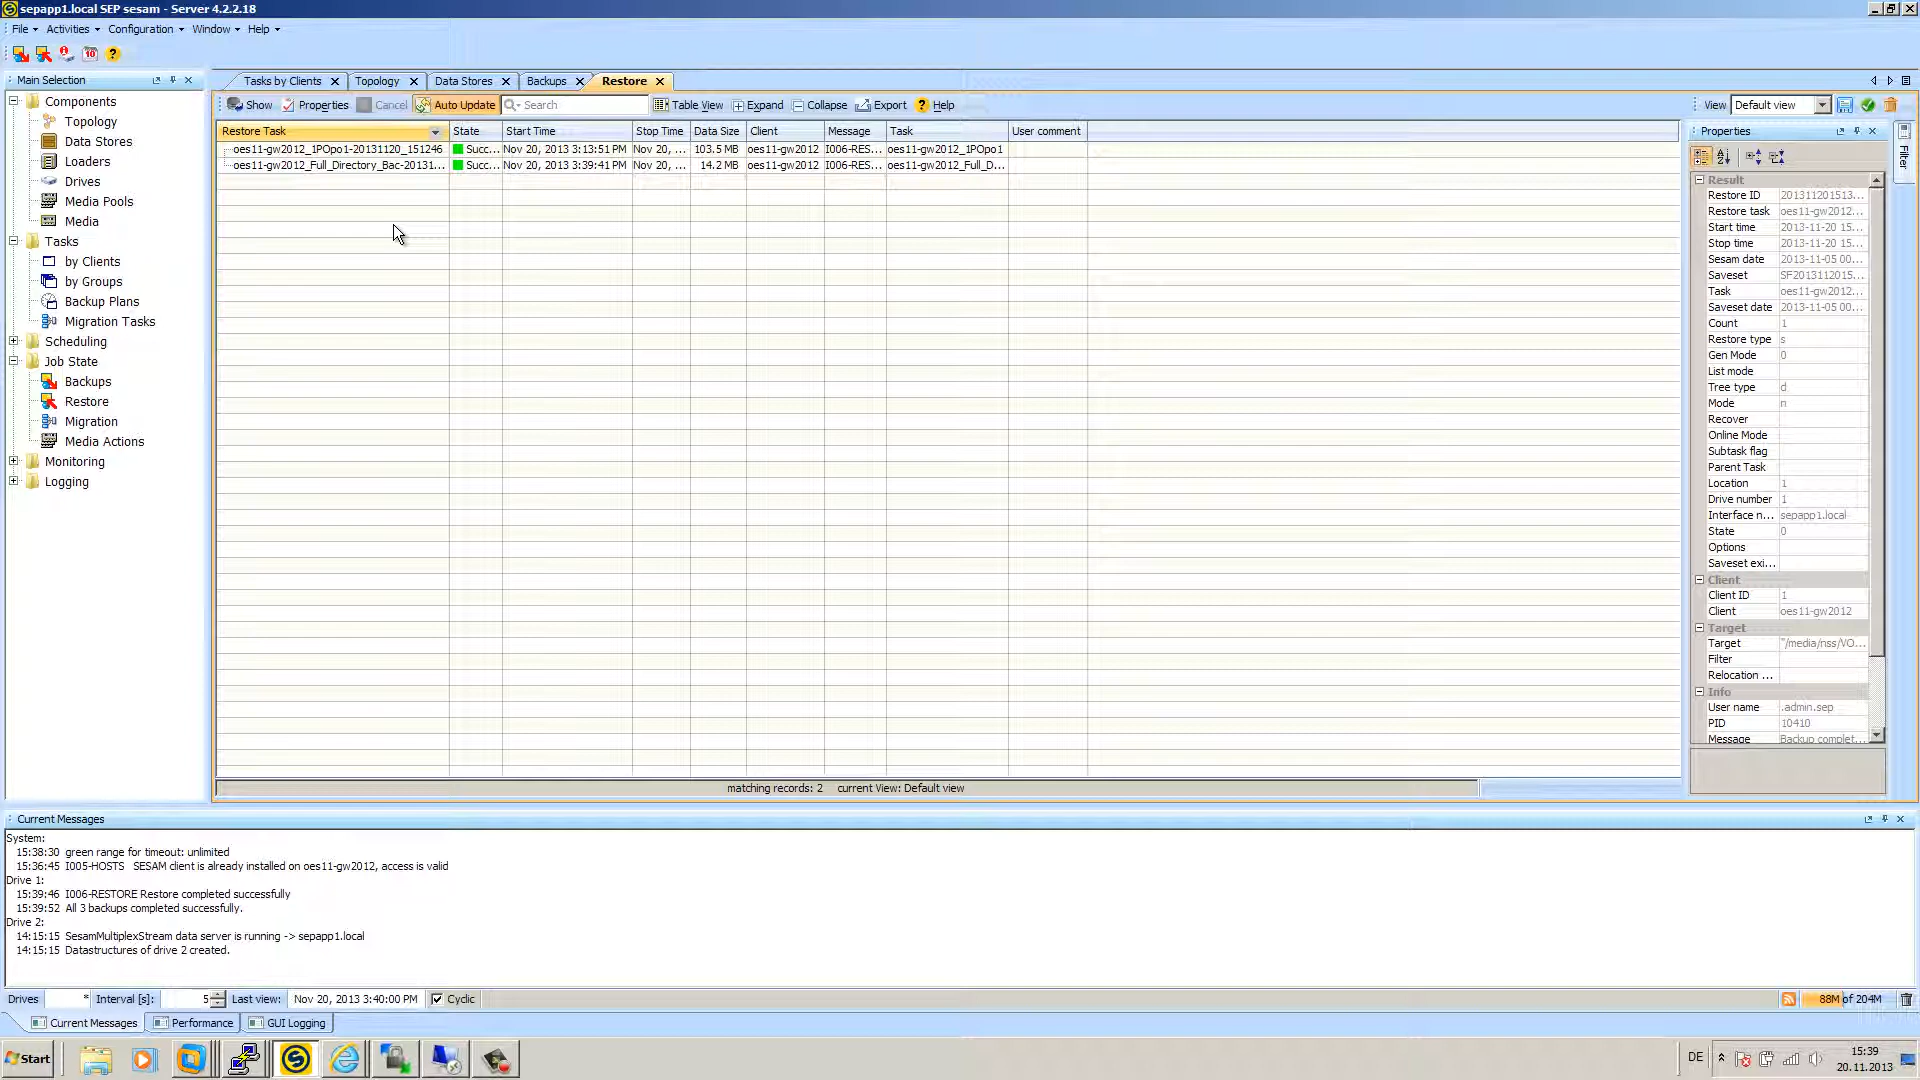 sepapp1.local SEP sesam - Server 4.2.2.18
File Activities Configuration Window Help
Main Selection
Tasks by Clients Topology Data Stores Backups Restore
Show Properties Cancel Auto Update Search Table View Expand Collapse Export Help View Default view
Components
Topology
Data Stores
Loaders
Drives
Media Pools
Media
Tasks
by Clients
by Groups
Backup Plans
Migration Tasks
Scheduling
Job State
Backups
Restore
Migration
Media Actions
Monitoring
Logging
Restore Task State Start Time Stop Time Data Size Client Message Task User comment
oes11-gw2012_1POpo1-20131120_151246 Succ... Nov 20, 2013 3:13:51 PM Nov 20, ... 103.5 MB oes11-gw2012 I006-RES... oes11-gw2012_1POpo1
oes11-gw2012_Full_Directory_Bac-20131... Succ... Nov 20, 2013 3:39:41 PM Nov 20, ... 14.2 MB oes11-gw2012 I006-RES... oes11-gw2012_Full_D...
matching records: 2 current View: Default view
Properties
Filter
Result
Restore ID 201311201513...
Restore task oes11-gw2012...
Start time 2013-11-20 15...
Stop time 2013-11-20 15...
Sesam date 2013-11-05 00...
Saveset SF2013112015...
Task oes11-gw2012...
Saveset date 2013-11-05 00...
Count 1
Restore type s
Gen Mode 0
List mode
Tree type d
Mode n
Recover
Online Mode
Subtask flag
Parent Task
Location 1
Drive number 1
Interface n... sepapp1.local
State 0
Options
Saveset exi...
Client
Client ID 1
Client oes11-gw2012
Target
Target "/media/nss/VO...
Filter
Relocation ...
Info
User name .admin.sep
PID 10410
Message Backup complet...
Current Messages
System:
15:38:30 green range for timeout: unlimited
15:36:45 I005-HOSTS SESAM client is already installed on oes11-gw2012, access is valid
Drive 1:
15:39:46 I006-RESTORE Restore completed successfully
15:39:52 All 3 backups completed successfully.
Drive 2:
14:15:15 SesamMultiplexStream data server is running -> sepapp1.local
14:15:15 Datastructures of drive 2 created.
Drives * Interval [s]: 5 Last view: Nov 20, 2013 3:40:00 PM Cyclic 88M of 204M
Current Messages Performance GUI Logging
Start DE 15:39
20.11.2013